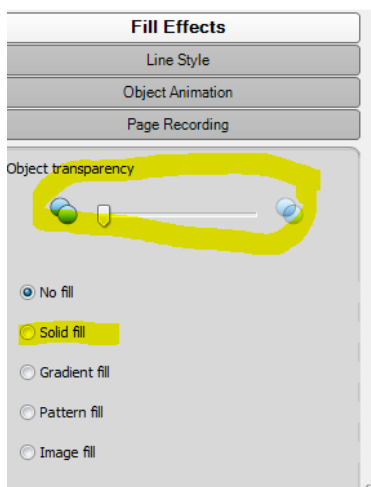 Fill Effects
Line Style
Object Animation
Page Recording
Object transparency
No fill
Solid fill
Gradient fill
Pattern fill
Image fill